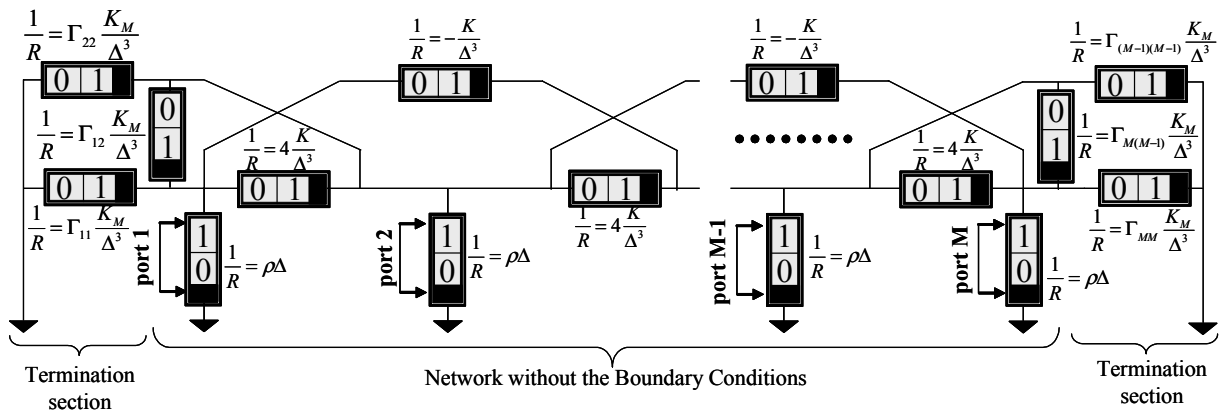 1/R = Γ₂₂ K_M/Δ³
1/R = −K/Δ³
1/R = −K/Δ³
1/R = Γ₍M−1₎₍M−1₎ K_M/Δ³
0 1
0 1
0 1
0 1
0
1
0
1
1/R = Γ₁₂ K_M/Δ³
1/R = 4 K/Δ³
1/R = 4 K/Δ³
1/R = Γ_M(M−1) K_M/Δ³
0 1
0 1
0 1
0 1
0 1
1/R = Γ₁₁ K_M/Δ³
1/R = 4 K/Δ³
1/R = Γ_MM K_M/Δ³
port 1
1
0
1/R = ρΔ
port 2
1
0
1/R = ρΔ
port M-1
1
0
1/R = ρΔ
port M
1
0
1/R = ρΔ
Termination
section
Network without the Boundary Conditions
Termination
section